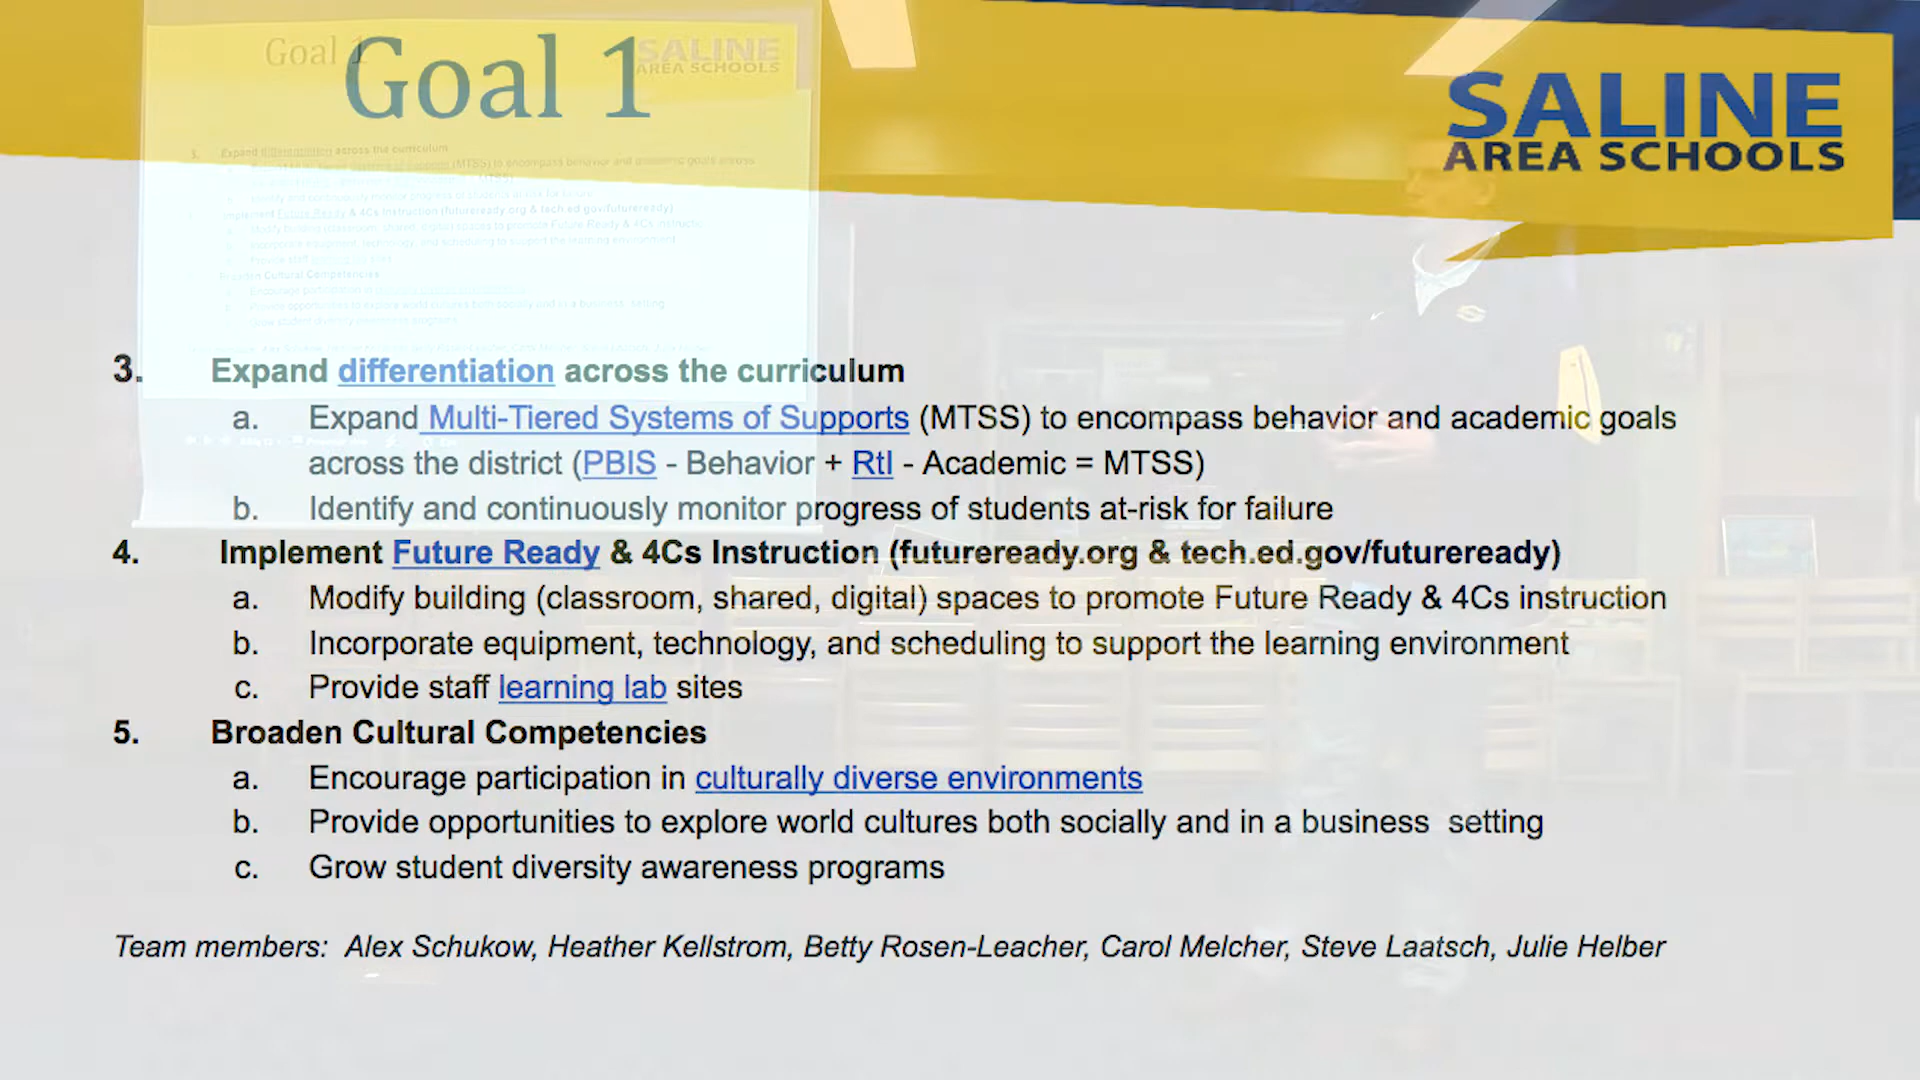 Goal 1
SALINE
AREA SCHOOLS
Goal 1
SALINE
AREA SCHOOLS
3. Expand differentiation across the curriculum
a. Expand Multi-Tiered Systems of Supports (MTSS) to encompass behavior and academic goals
across the district (PBIS - Behavior + RtI - Academic = MTSS)
b. Identify and continuously monitor progress of students at-risk for failure
4. Implement Future Ready & 4Cs Instruction (futureready.org & tech.ed.gov/futureready)
a. Modify building (classroom, shared, digital) spaces to promote Future Ready & 4Cs instruction
b. Incorporate equipment, technology, and scheduling to support the learning environment
c. Provide staff learning lab sites
5. Broaden Cultural Competencies
a. Encourage participation in culturally diverse environments
b. Provide opportunities to explore world cultures both socially and in a business setting
c. Grow student diversity awareness programs
Team members: Alex Schukow, Heather Kellstrom, Betty Rosen-Leacher, Carol Melcher, Steve Laatsch, Julie Helber